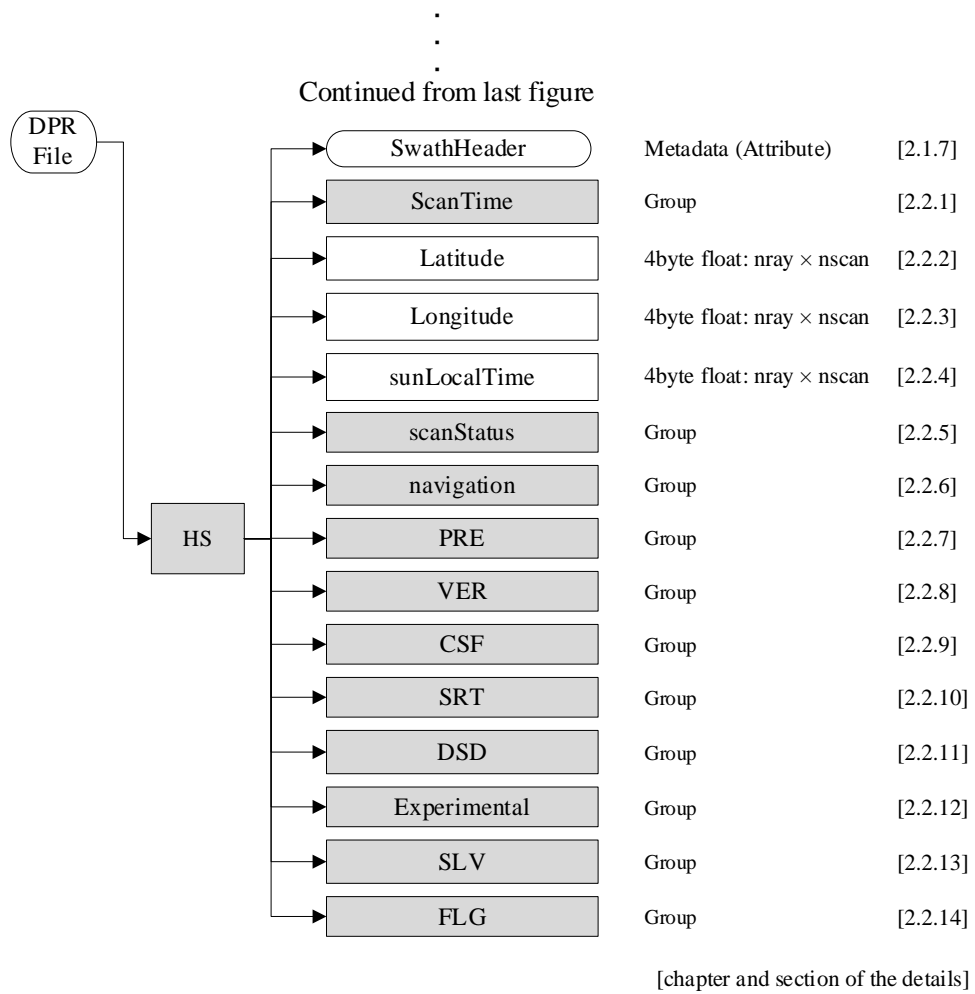 Continued from last figure
DPR
File
SwathHeader Metadata (Attribute) [2.1.7]
ScanTime Group [2.2.1]
Latitude 4byte float: nray × nscan [2.2.2]
Longitude 4byte float: nray × nscan [2.2.3]
sunLocalTime 4byte float: nray × nscan [2.2.4]
scanStatus Group [2.2.5]
navigation Group [2.2.6]
HS
PRE Group [2.2.7]
VER Group [2.2.8]
CSF Group [2.2.9]
SRT Group [2.2.10]
DSD Group [2.2.11]
Experimental Group [2.2.12]
SLV Group [2.2.13]
FLG Group [2.2.14]
[chapter and section of the details]